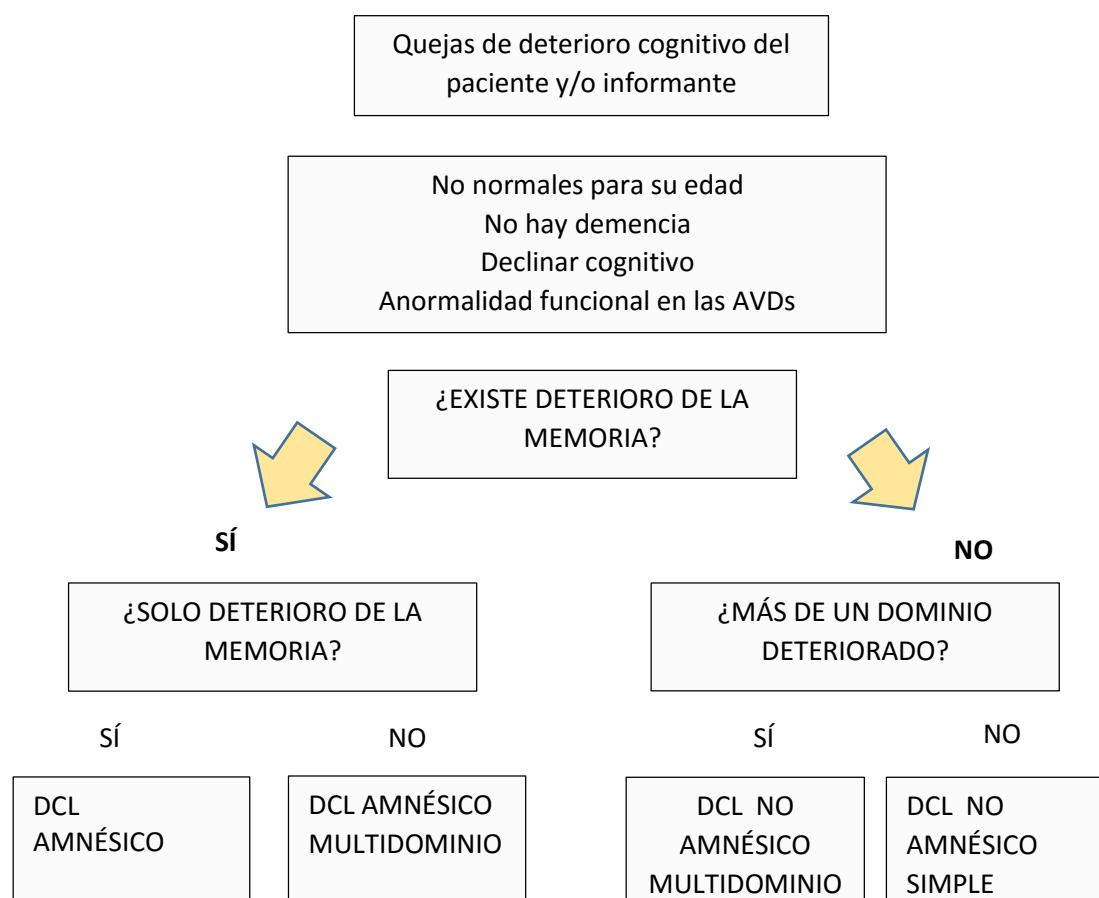 Quejas de deterioro cognitivo del
paciente y/o informante
No normales para su edad
No hay demencia
Declinar cognitivo
Anormalidad funcional en las AVDs
¿EXISTE DETERIORO DE LA
MEMORIA?
SÍ
NO
¿SOLO DETERIORO DE LA
MEMORIA?
¿MÁS DE UN DOMINIO
DETERIORADO?
SÍ
NO
SÍ
NO
DCL
AMNÉSICO
DCL AMNÉSICO
MULTIDOMINIO
DCL NO
AMNÉSICO
MULTIDOMINIO
DCL NO
AMNÉSICO
SIMPLE